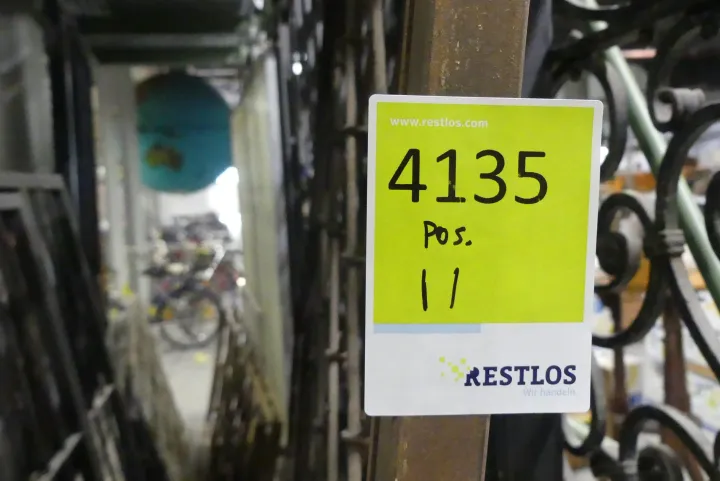 www.restlos.com
4135
Pos.
11
RESTLOS
Wir handeln.